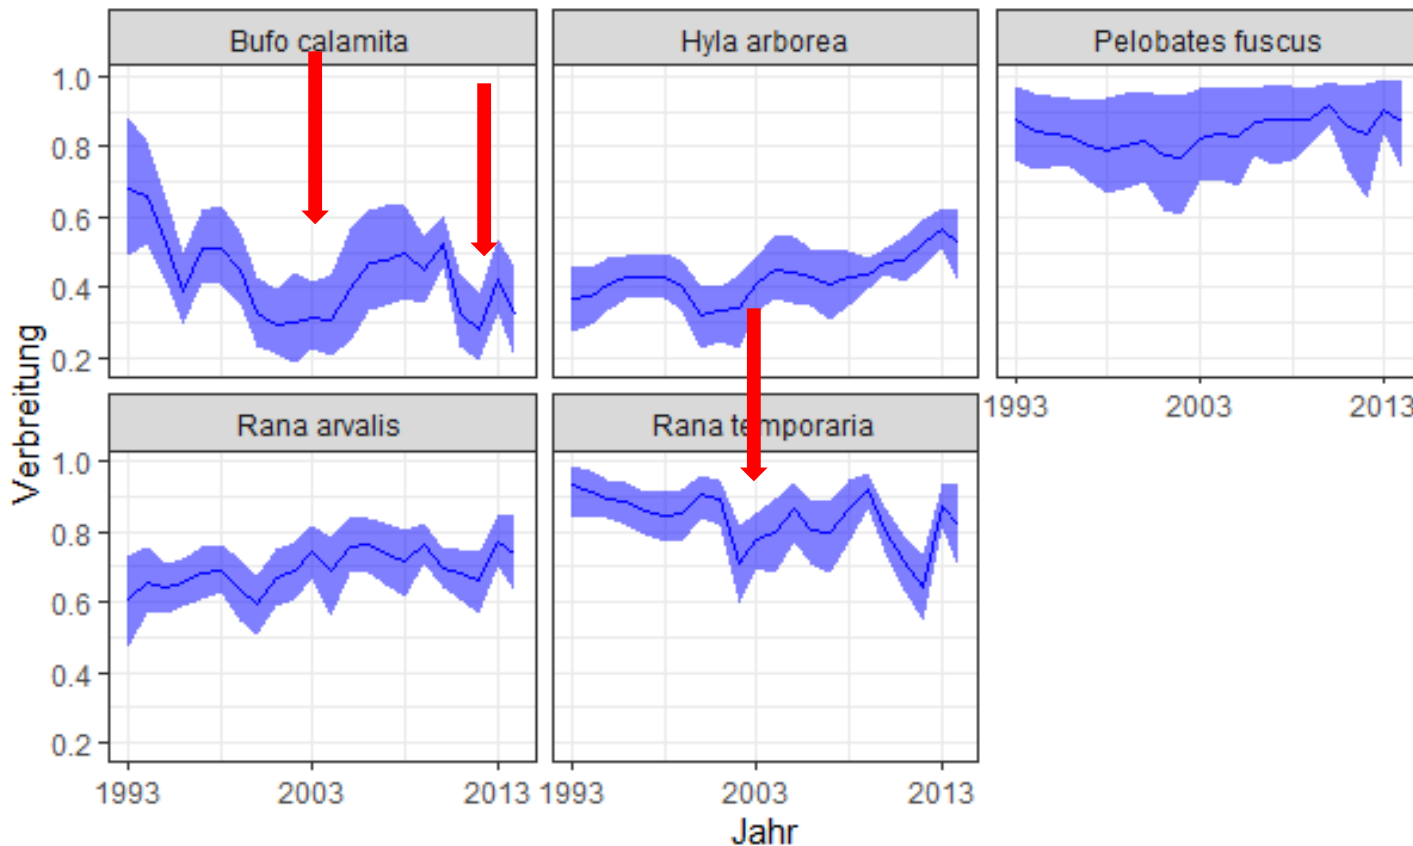 Bufo calamita
Hyla arborea
Pelobates fuscus
1.0
0.8
0.6
0.4
0.2
1993 2003 2013
Verbreitung
Rana arvalis
Rana temporaria
1.0
0.8
0.6
0.4
0.2
1993 2003 2013 1993 2003 2013
Jahr